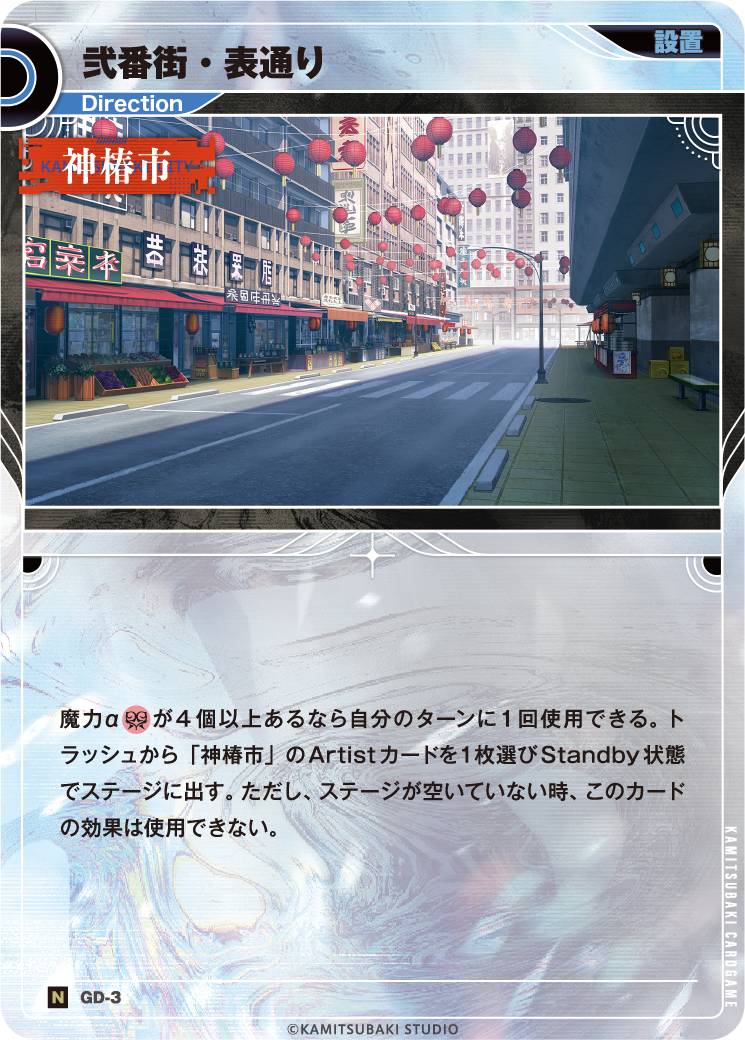 弐番街・表通り
設置
Direction
神椿市
魔力α が４個以上あるなら自分のターンに１回使用できる。ト
ラッシュから「神椿市」のArtistカードを1枚選びStandby状態
でステージに出す。ただし、ステージが空いていない時、このカード
の効果は使用できない。
KAMITSUBAKI CARDGAME
N GD-3
©KAMITSUBAKI STUDIO